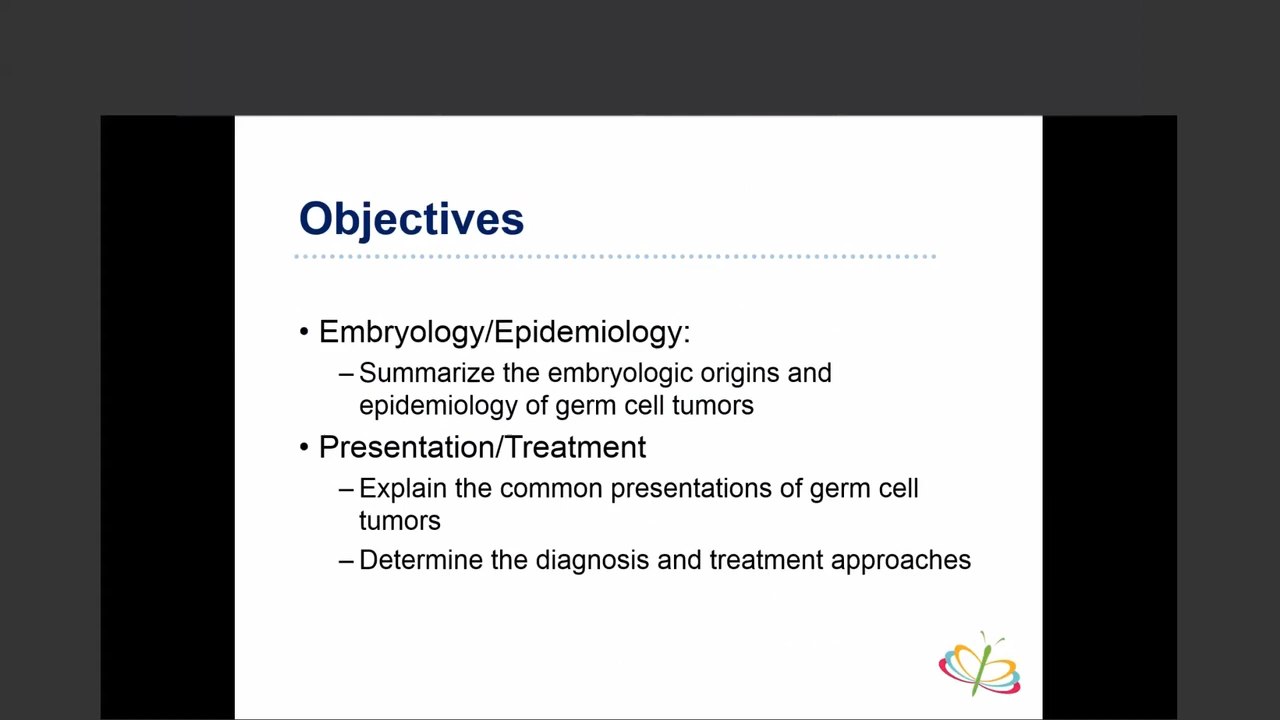 Objectives
• Embryology/Epidemiology:
– Summarize the embryologic origins and
epidemiology of germ cell tumors
• Presentation/Treatment
– Explain the common presentations of germ cell
tumors
– Determine the diagnosis and treatment approaches